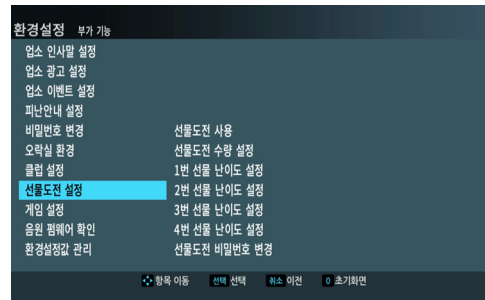 환경설정 부가 기능
업소 인사말 설정
업소 광고 설정
업소 이벤트 설정
피난안내 설정
비밀번호 변경 선물도전 사용
오락실 환경 선물도전 수량 설정
클럽 설정 1번 선물 난이도 설정
선물도전 설정 2번 선물 난이도 설정
게임 설정 3번 선물 난이도 설정
음원 펌웨어 확인 4번 선물 난이도 설정
환경설정값 관리 선물도전 비밀번호 변경
항목 이동 선택 선택 취소 이전 0 초기화면